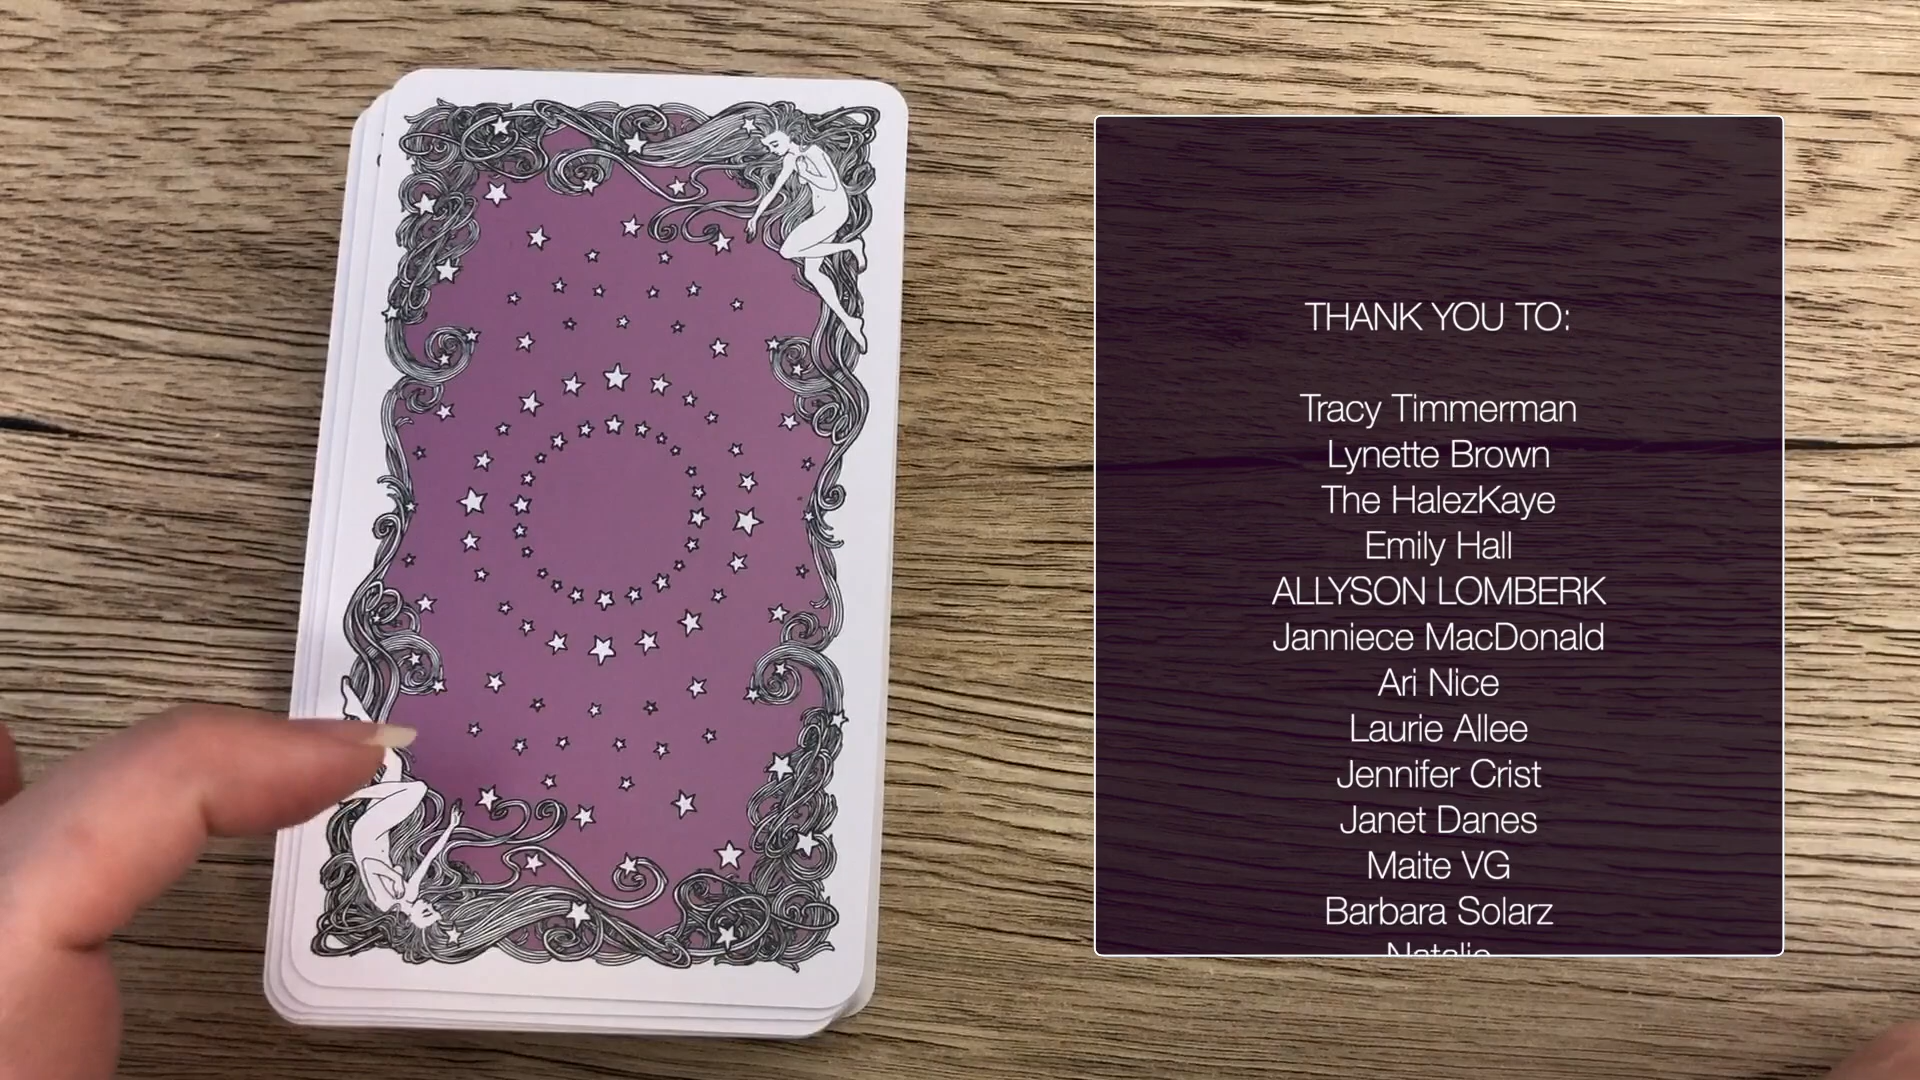 THANK YOU TO:
Tracy Timmerman
Lynette Brown
The HalezKaye
Emily Hall
ALLYSON LOMBERK
Janniece MacDonald
Ari Nice
Laurie Allee
Jennifer Crist
Janet Danes
Maite VG
Barbara Solarz
Natalie